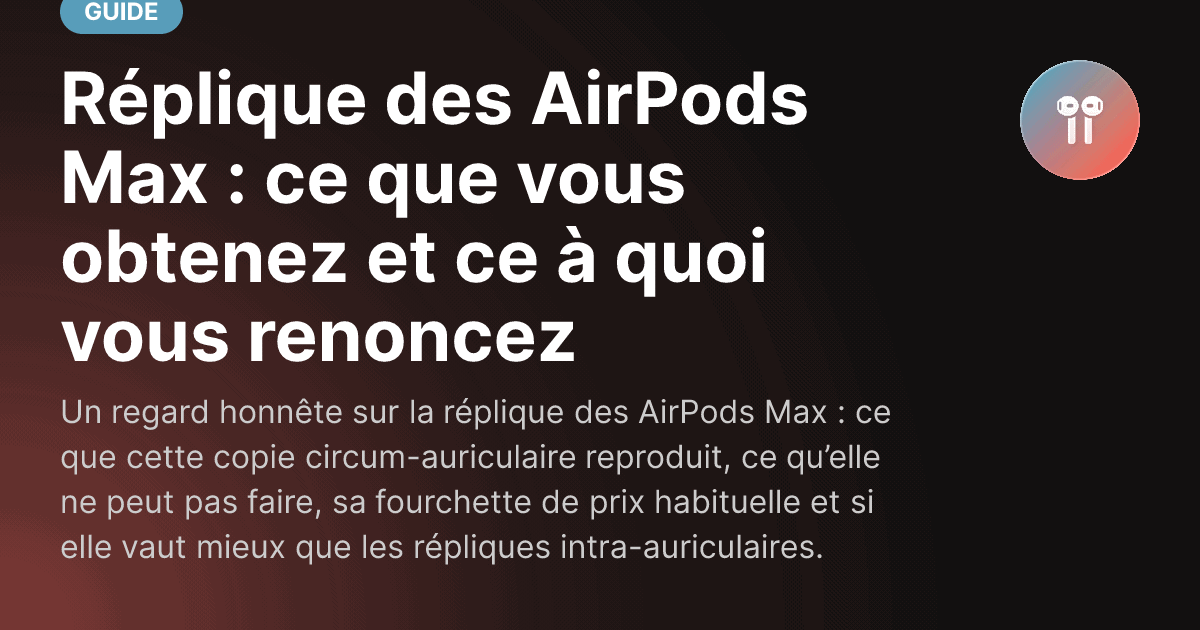 GUIDE
Réplique des AirPods
Max : ce que vous
obtenez et ce à quoi
vous renoncez
Un regard honnête sur la réplique des AirPods Max : ce
que cette copie circum-auriculaire reproduit, ce qu’elle
ne peut pas faire, sa fourchette de prix habituelle et si
elle vaut mieux que les répliques intra-auriculaires.